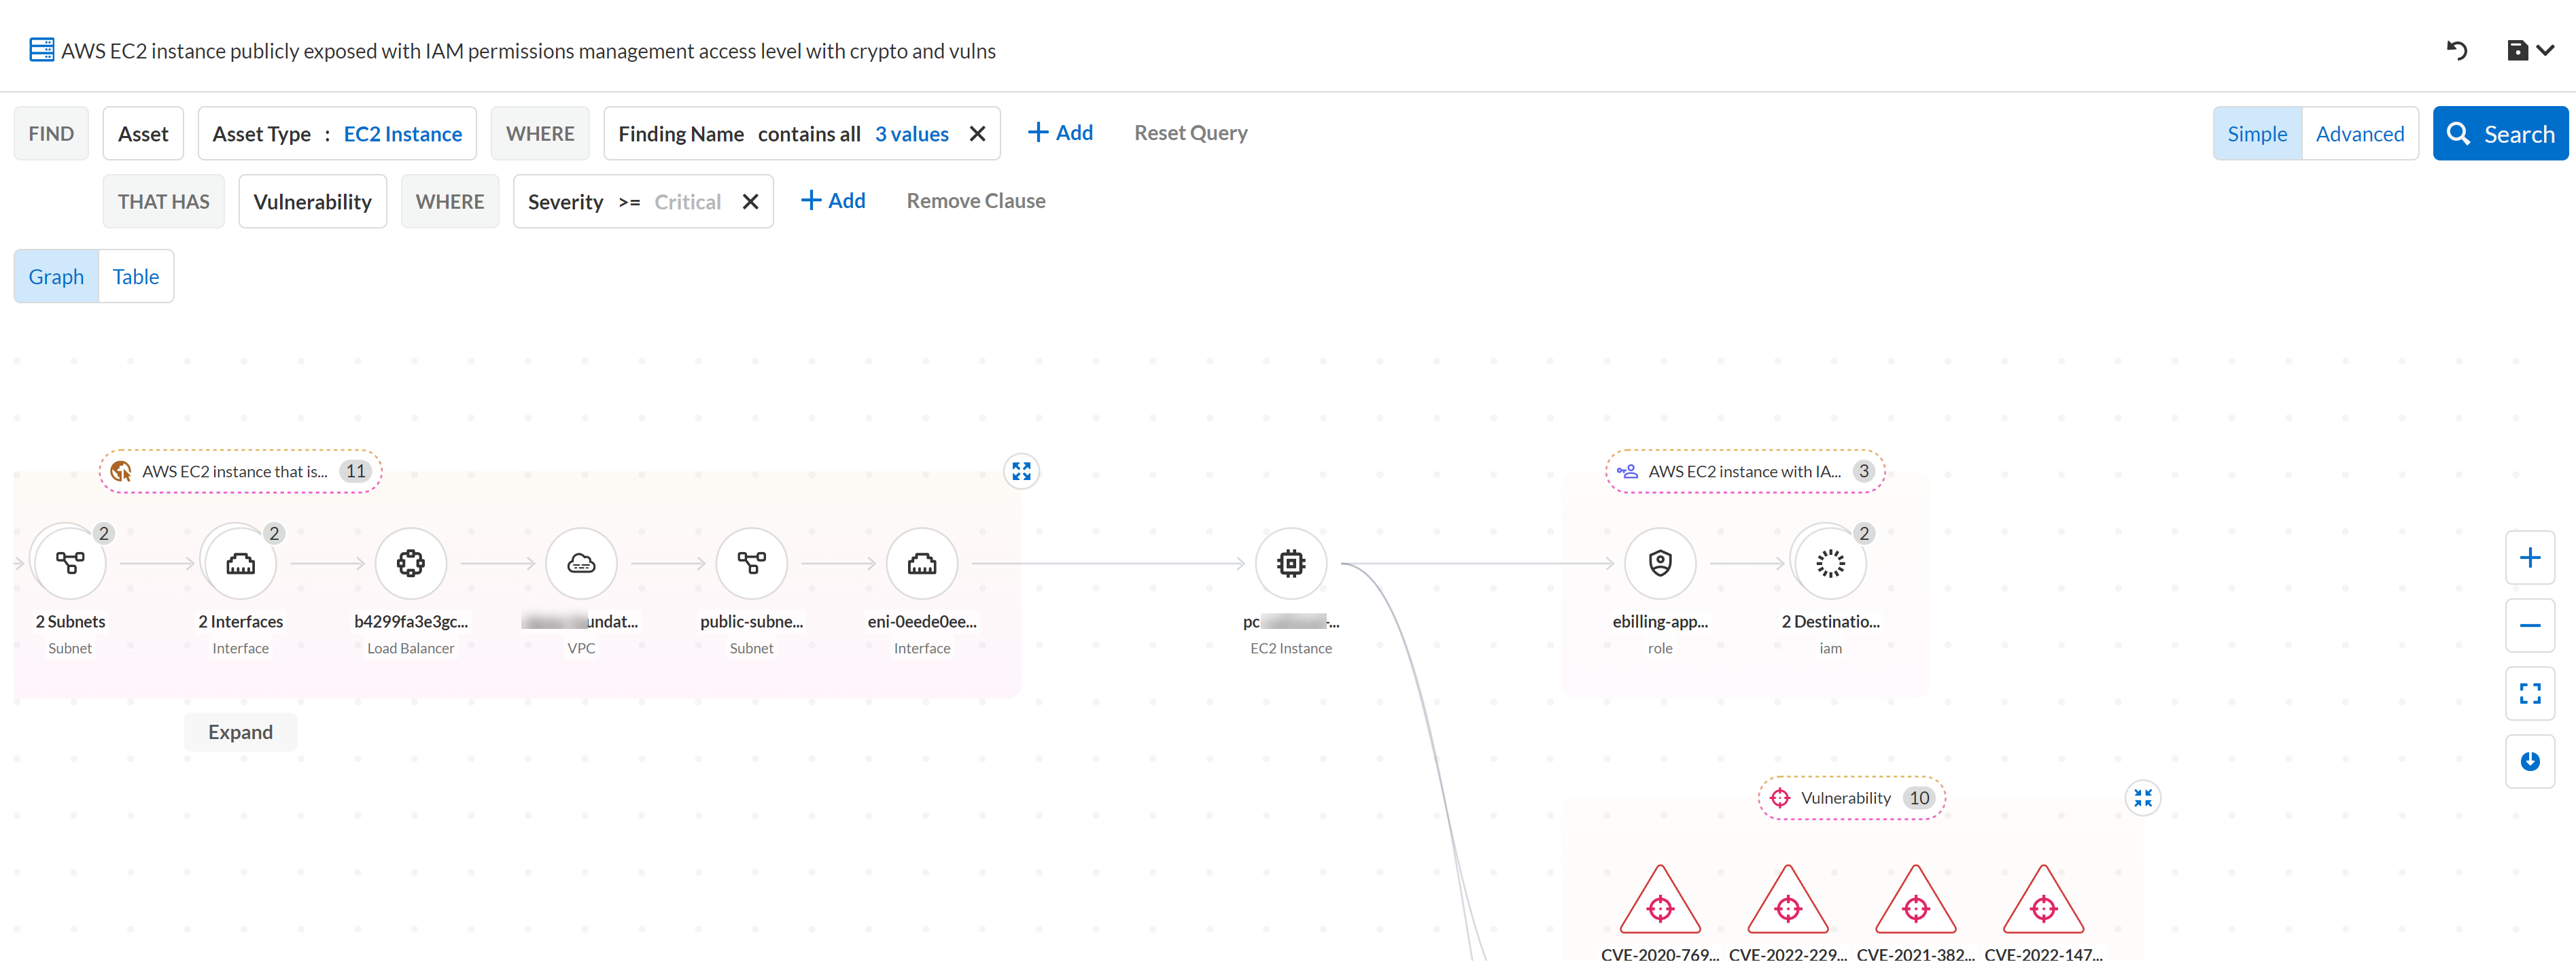 AWS EC2 instance publicly exposed with IAM permissions management access level with crypto and vulns
FIND Asset Asset Type : EC2 Instance WHERE Finding Name contains all 3 values Add Reset Query Simple Advanced Search
THAT HAS Vulnerability WHERE Severity >= Critical Add Remove Clause
Graph Table
AWS EC2 instance that is... 11 AWS EC2 instance with IA... 3
2 2 2
2 Subnets 2 Interfaces b4299fa3e3gc... undat... public-subne... eni-0eede0ee... pc -... ebilling-app... 2 Destinatio...
Subnet Interface Load Balancer VPC Subnet Interface EC2 Instance role iam
Expand
Vulnerability 10
CVE-2020-769... CVE-2022-229... CVE-2021-382... CVE-2022-147...